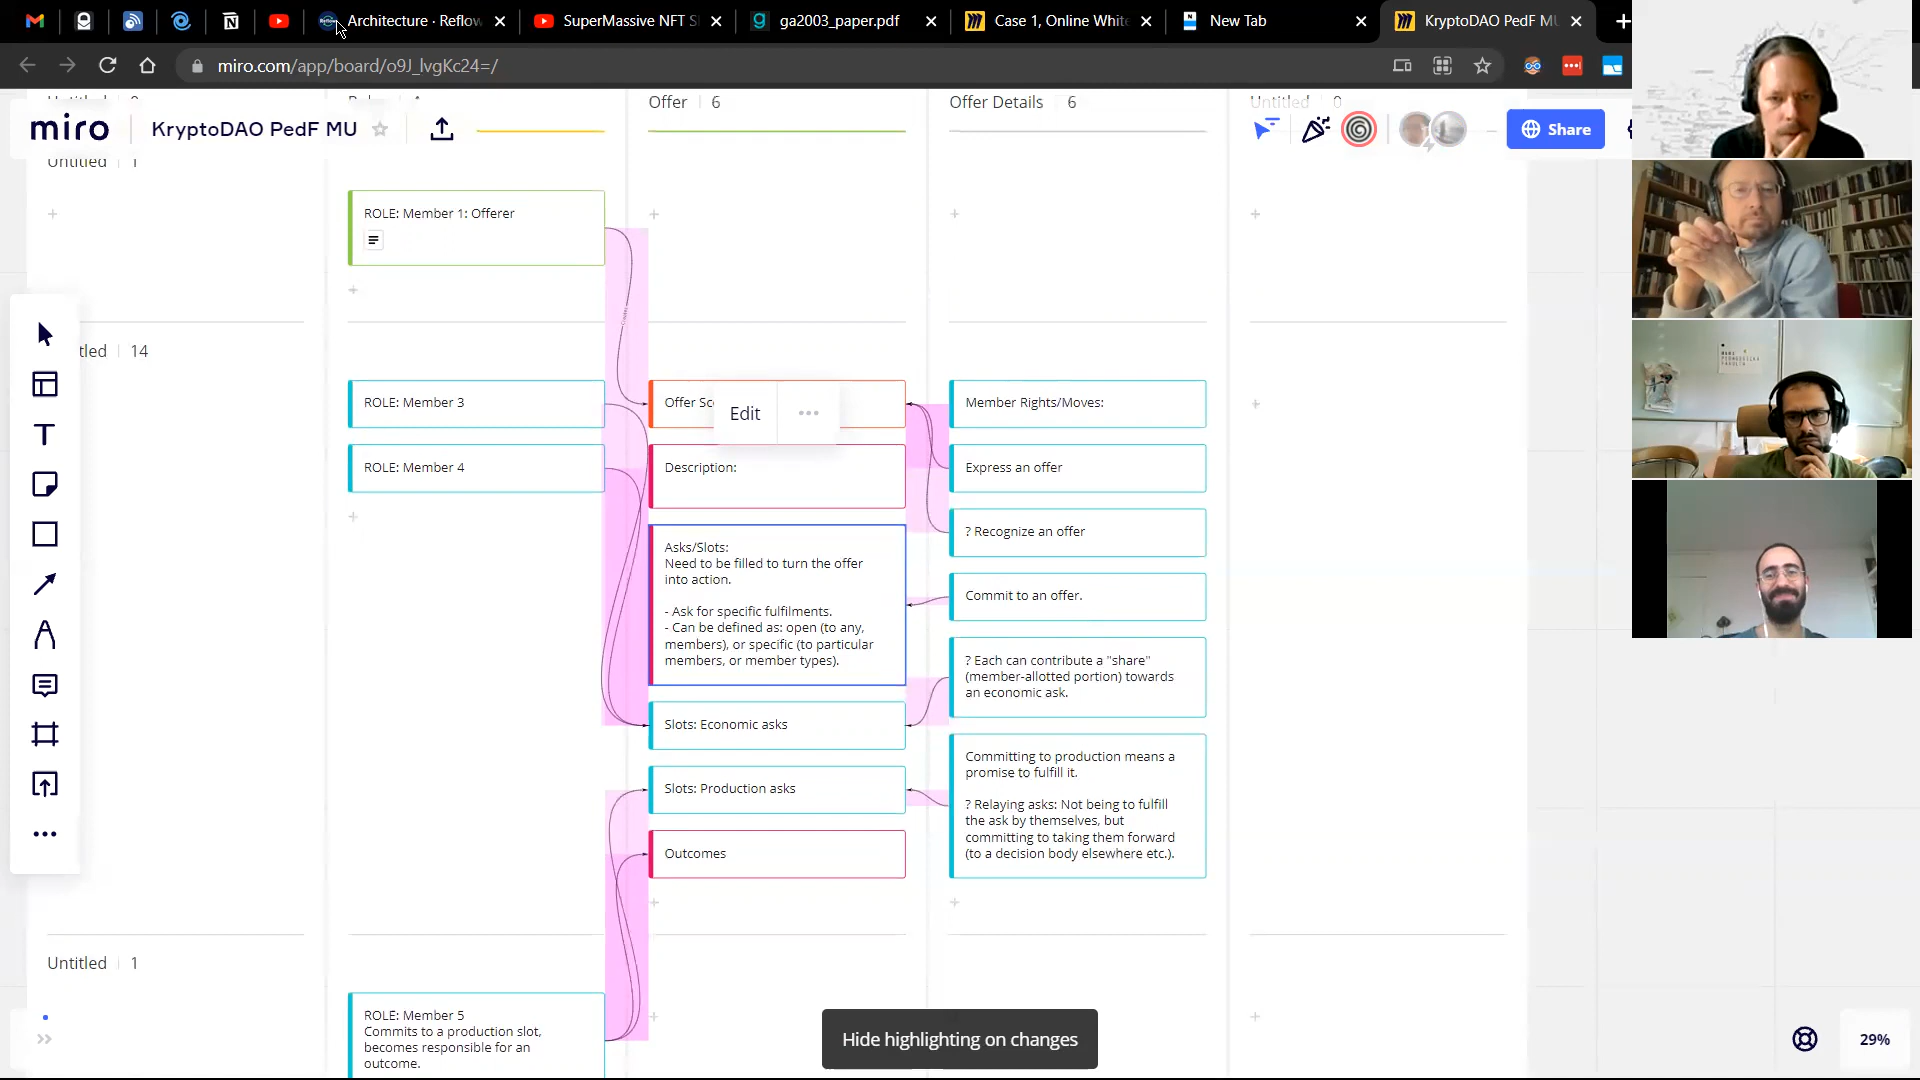 Architecture · Reflow
SuperMassive NFT S
ga2003_paper.pdf
Case 1, Online White
New Tab
KryptoDAO PedF MU
miro.com/app/board/o9J_lvgKc24=/
Offer 6
Offer Details 6
Untitled 0
miro
KryptoDAO PedF MU
Share
Untitled 1
ROLE: Member 1: Offerer
tled 14
ROLE: Member 3
ROLE: Member 4
Offer Sc
Edit
Description:
Asks/Slots:
Need to be filled to turn the offer
into action.
- Ask for specific fulfilments.
- Can be defined as: open (to any,
members), or specific (to particular
members, or member types).
Slots: Economic asks
Slots: Production asks
Outcomes
Member Rights/Moves:
Express an offer
? Recognize an offer
Commit to an offer.
? Each can contribute a "share"
(member-allotted portion) towards
an economic ask.
Committing to production means a
promise to fulfill it.
? Relaying asks: Not being to fulfill
the ask by themselves, but
committing to taking them forward
(to a decision body elsewhere etc.).
Untitled 1
ROLE: Member 5
Commits to a production slot,
becomes responsible for an
outcome.
Hide highlighting on changes
29%